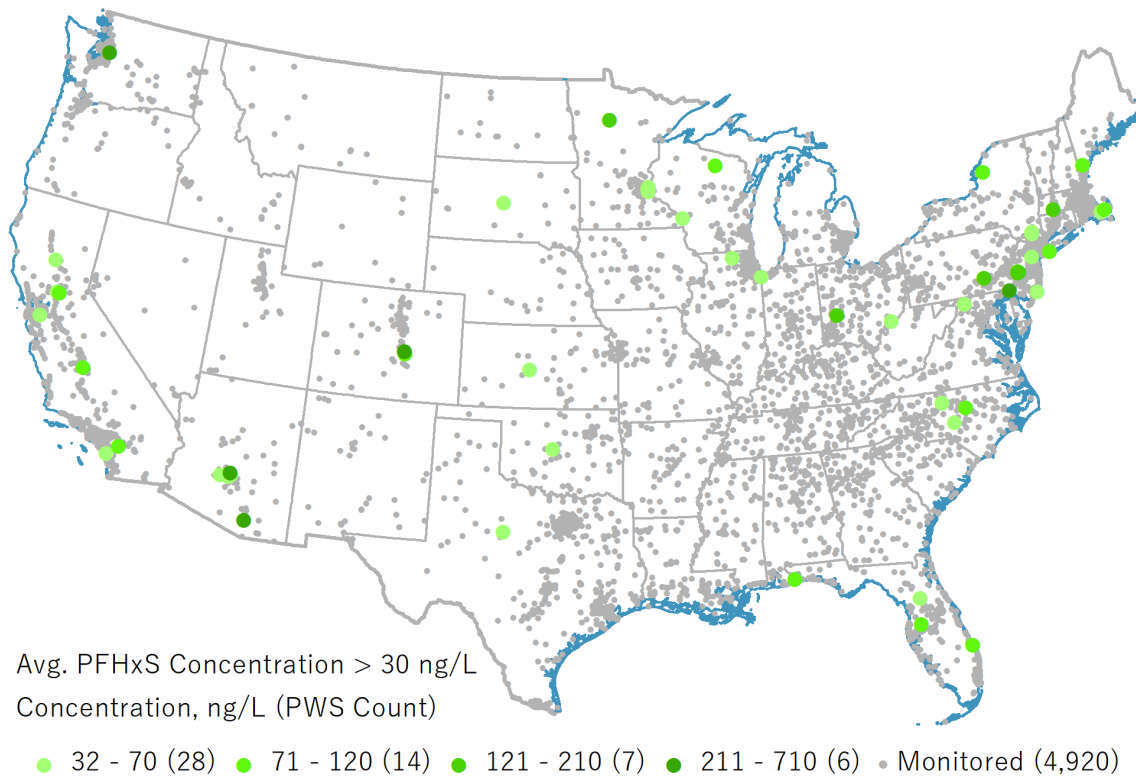 Avg. PFHxS Concentration > 30 ng/L
Concentration, ng/L (PWS Count)
32 - 70 (28) 71 - 120 (14) 121 - 210 (7) 211 - 710 (6) Monitored (4,920)